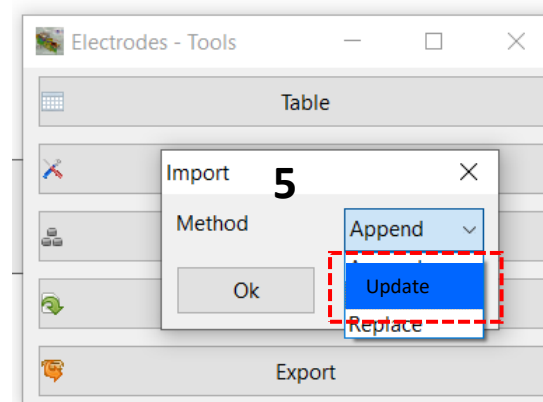 Electrodes - Tools
Table
Import
5
Method
Append
Update
Replace
Ok
Export